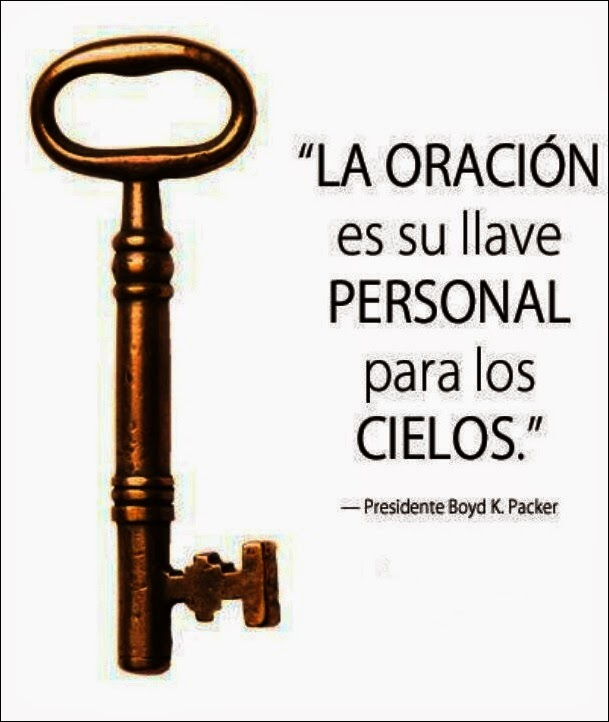 “LA ORACIÓN
es su llave
PERSONAL
para los
CIELOS.”
— Presidente Boyd K. Packer